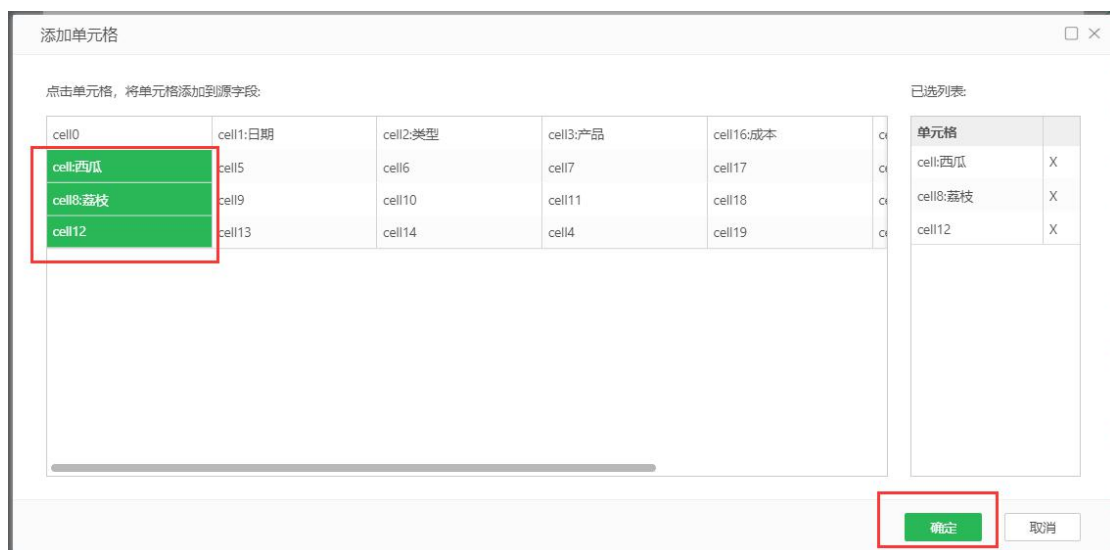 添加单元格
点击单元格，将单元格添加到源字段:
已选列表:
cell0 cell1:日期 cell2:类型 cell3:产品 cell16:成本
cell:西瓜 cell5 cell6 cell7 cell17
cell8:荔枝 cell9 cell10 cell11 cell18
cell12 cell13 cell14 cell4 cell19
单元格
cell:西瓜 X
cell8:荔枝 X
cell12 X
确定 取消